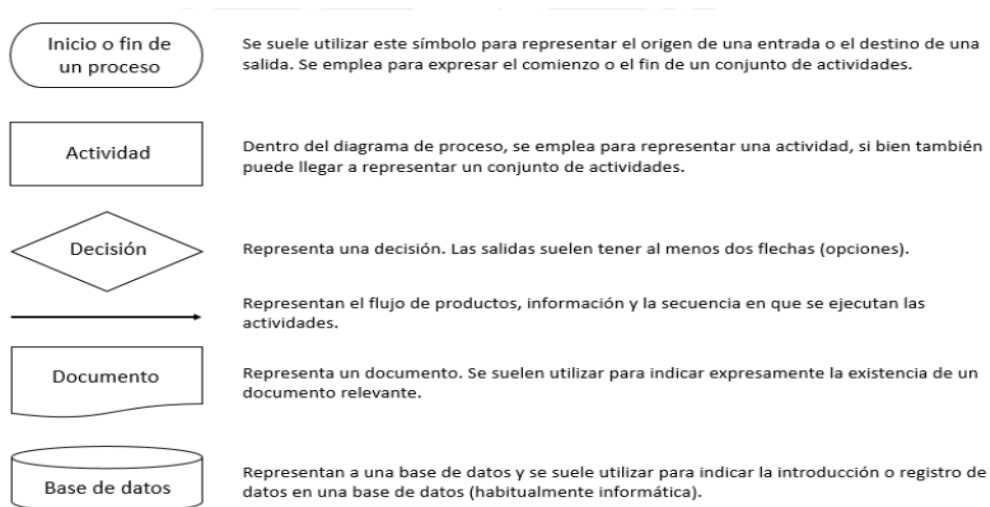 Inicio o fin de
un proceso
Se suele utilizar este símbolo para representar el origen de una entrada o el destino de una
salida. Se emplea para expresar el comienzo o el fin de un conjunto de actividades.
Actividad
Dentro del diagrama de proceso, se emplea para representar una actividad, si bien también
puede llegar a representar un conjunto de actividades.
Decisión
Representa una decisión. Las salidas suelen tener al menos dos flechas (opciones).
Representan el flujo de productos, información y la secuencia en que se ejecutan las
actividades.
Documento
Representa un documento. Se suelen utilizar para indicar expresamente la existencia de un
documento relevante.
Base de datos
Representan a una base de datos y se suele utilizar para indicar la introducción o registro de
datos en una base de datos (habitualmente informática).